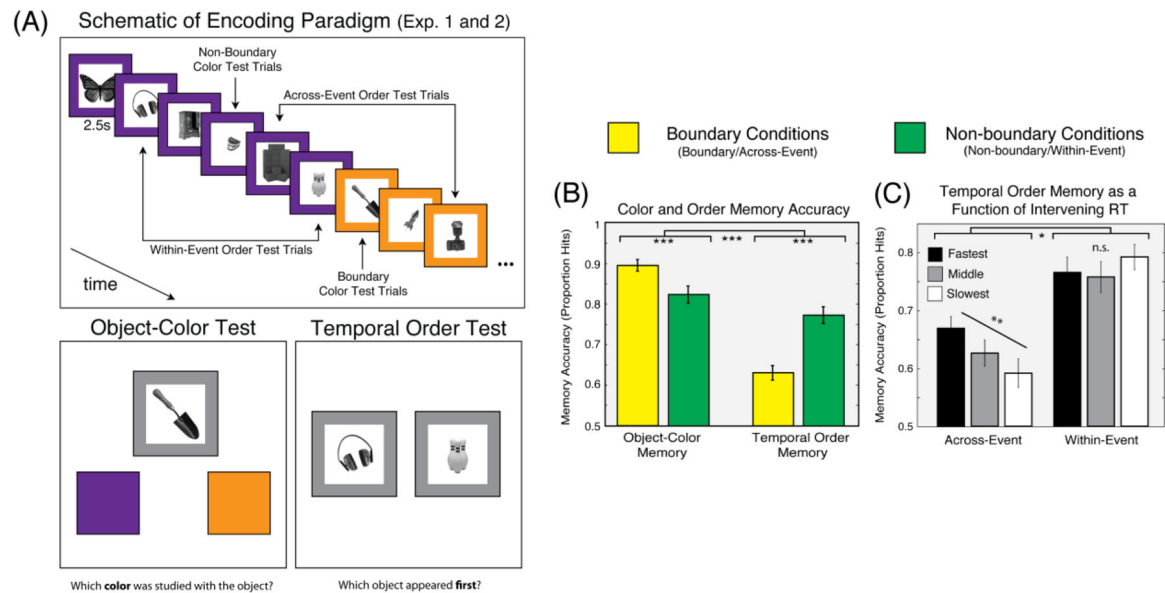 (A)
Schematic of Encoding Paradigm (Exp. 1 and 2)
Non-Boundary
Color Test Trials
Across-Event Order Test Trials
2.5s
Within-Event Order Test Trials
Boundary
Color Test Trials
time
...
Object-Color Test
Which color was studied with the object?
Temporal Order Test
Which object appeared first?
Boundary Conditions
(Boundary/Across-Event)
Non-boundary Conditions
(Non-boundary/Within-Event)
(B)
Color and Order Memory Accuracy
Memory Accuracy (Proportion Hits)
1
0.9
0.8
0.7
0.6
0.5
*** *** ***
Object-Color
Memory
Temporal Order
Memory
(C)
Temporal Order Memory as a
Function of Intervening RT
Memory Accuracy (Proportion Hits)
0.8
0.7
0.6
0.5
*
n.s.
Fastest
Middle
Slowest
**
Across-Event
Within-Event